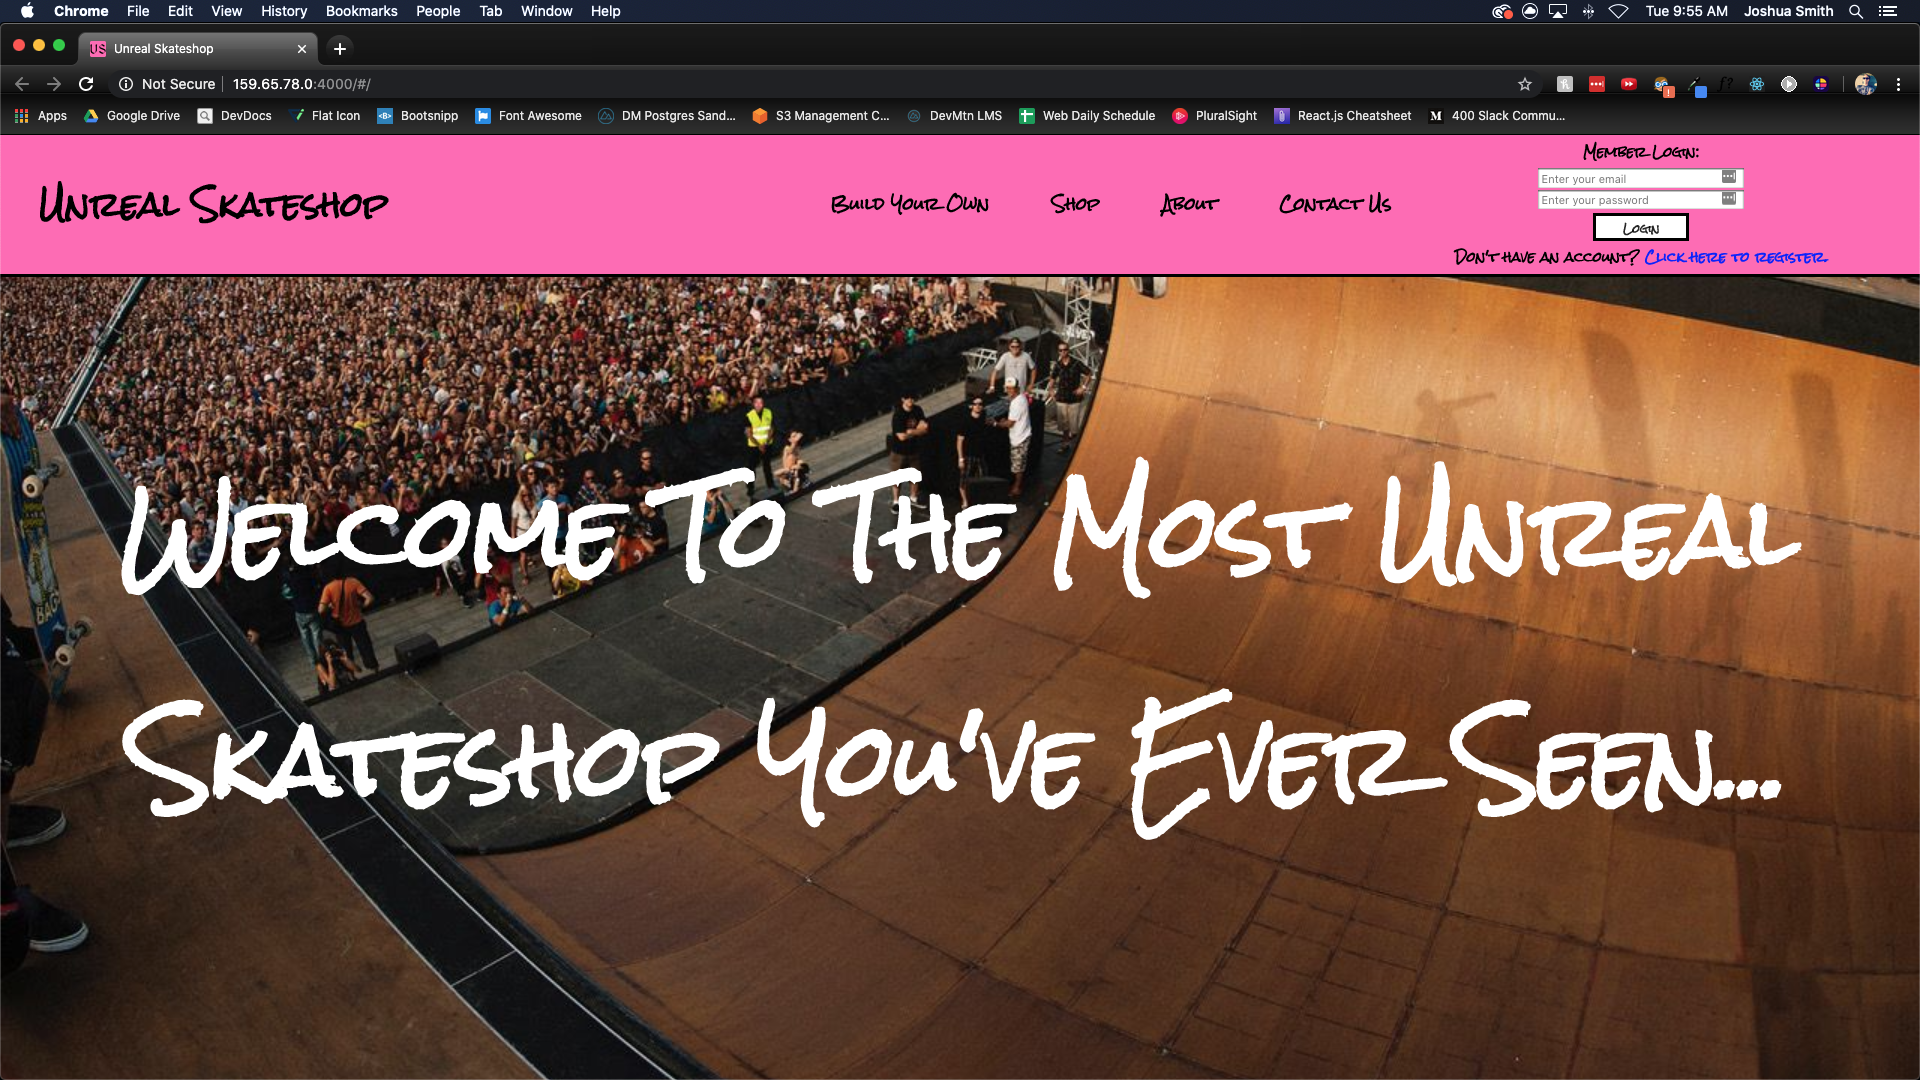 Chrome File Edit View History Bookmarks People Tab Window Help Tue 9:55 AM Joshua Smith
US Unreal Skateshop
Not Secure 159.65.78.0:4000/#/
Apps Google Drive DevDocs Flat Icon Bootsnipp Font Awesome DM Postgres Sand... S3 Management C... DevMtn LMS Web Daily Schedule PluralSight React.js Cheatsheet M 400 Slack Commu...
Unreal Skateshop
Build Your Own Shop About Contact Us
Member Login:
Enter your email
Enter your password
Login
Don't have an account? Click here to register.
Welcome To The Most Unreal
Skateshop You've Ever Seen...